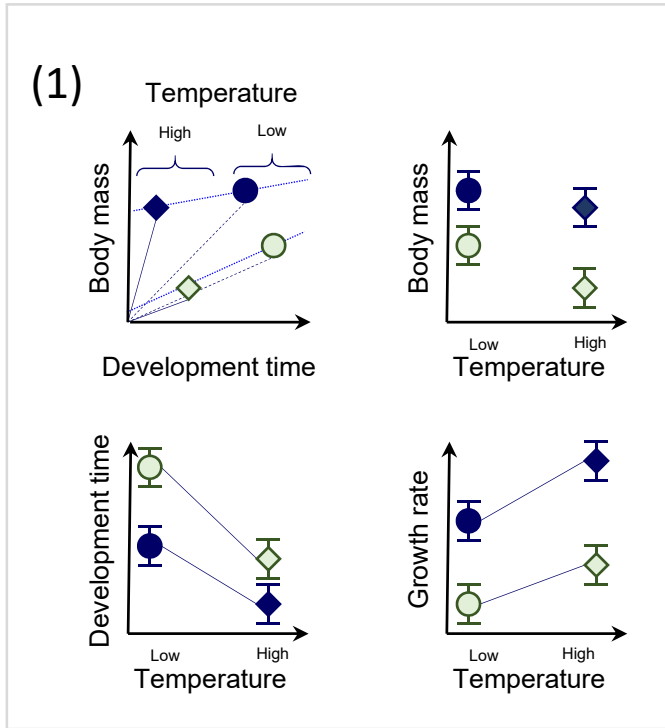 (1)
Temperature
High
Low
Body mass
Development time
Body mass
Low
High
Temperature
Development time
Low
High
Temperature
Growth rate
Low
High
Temperature